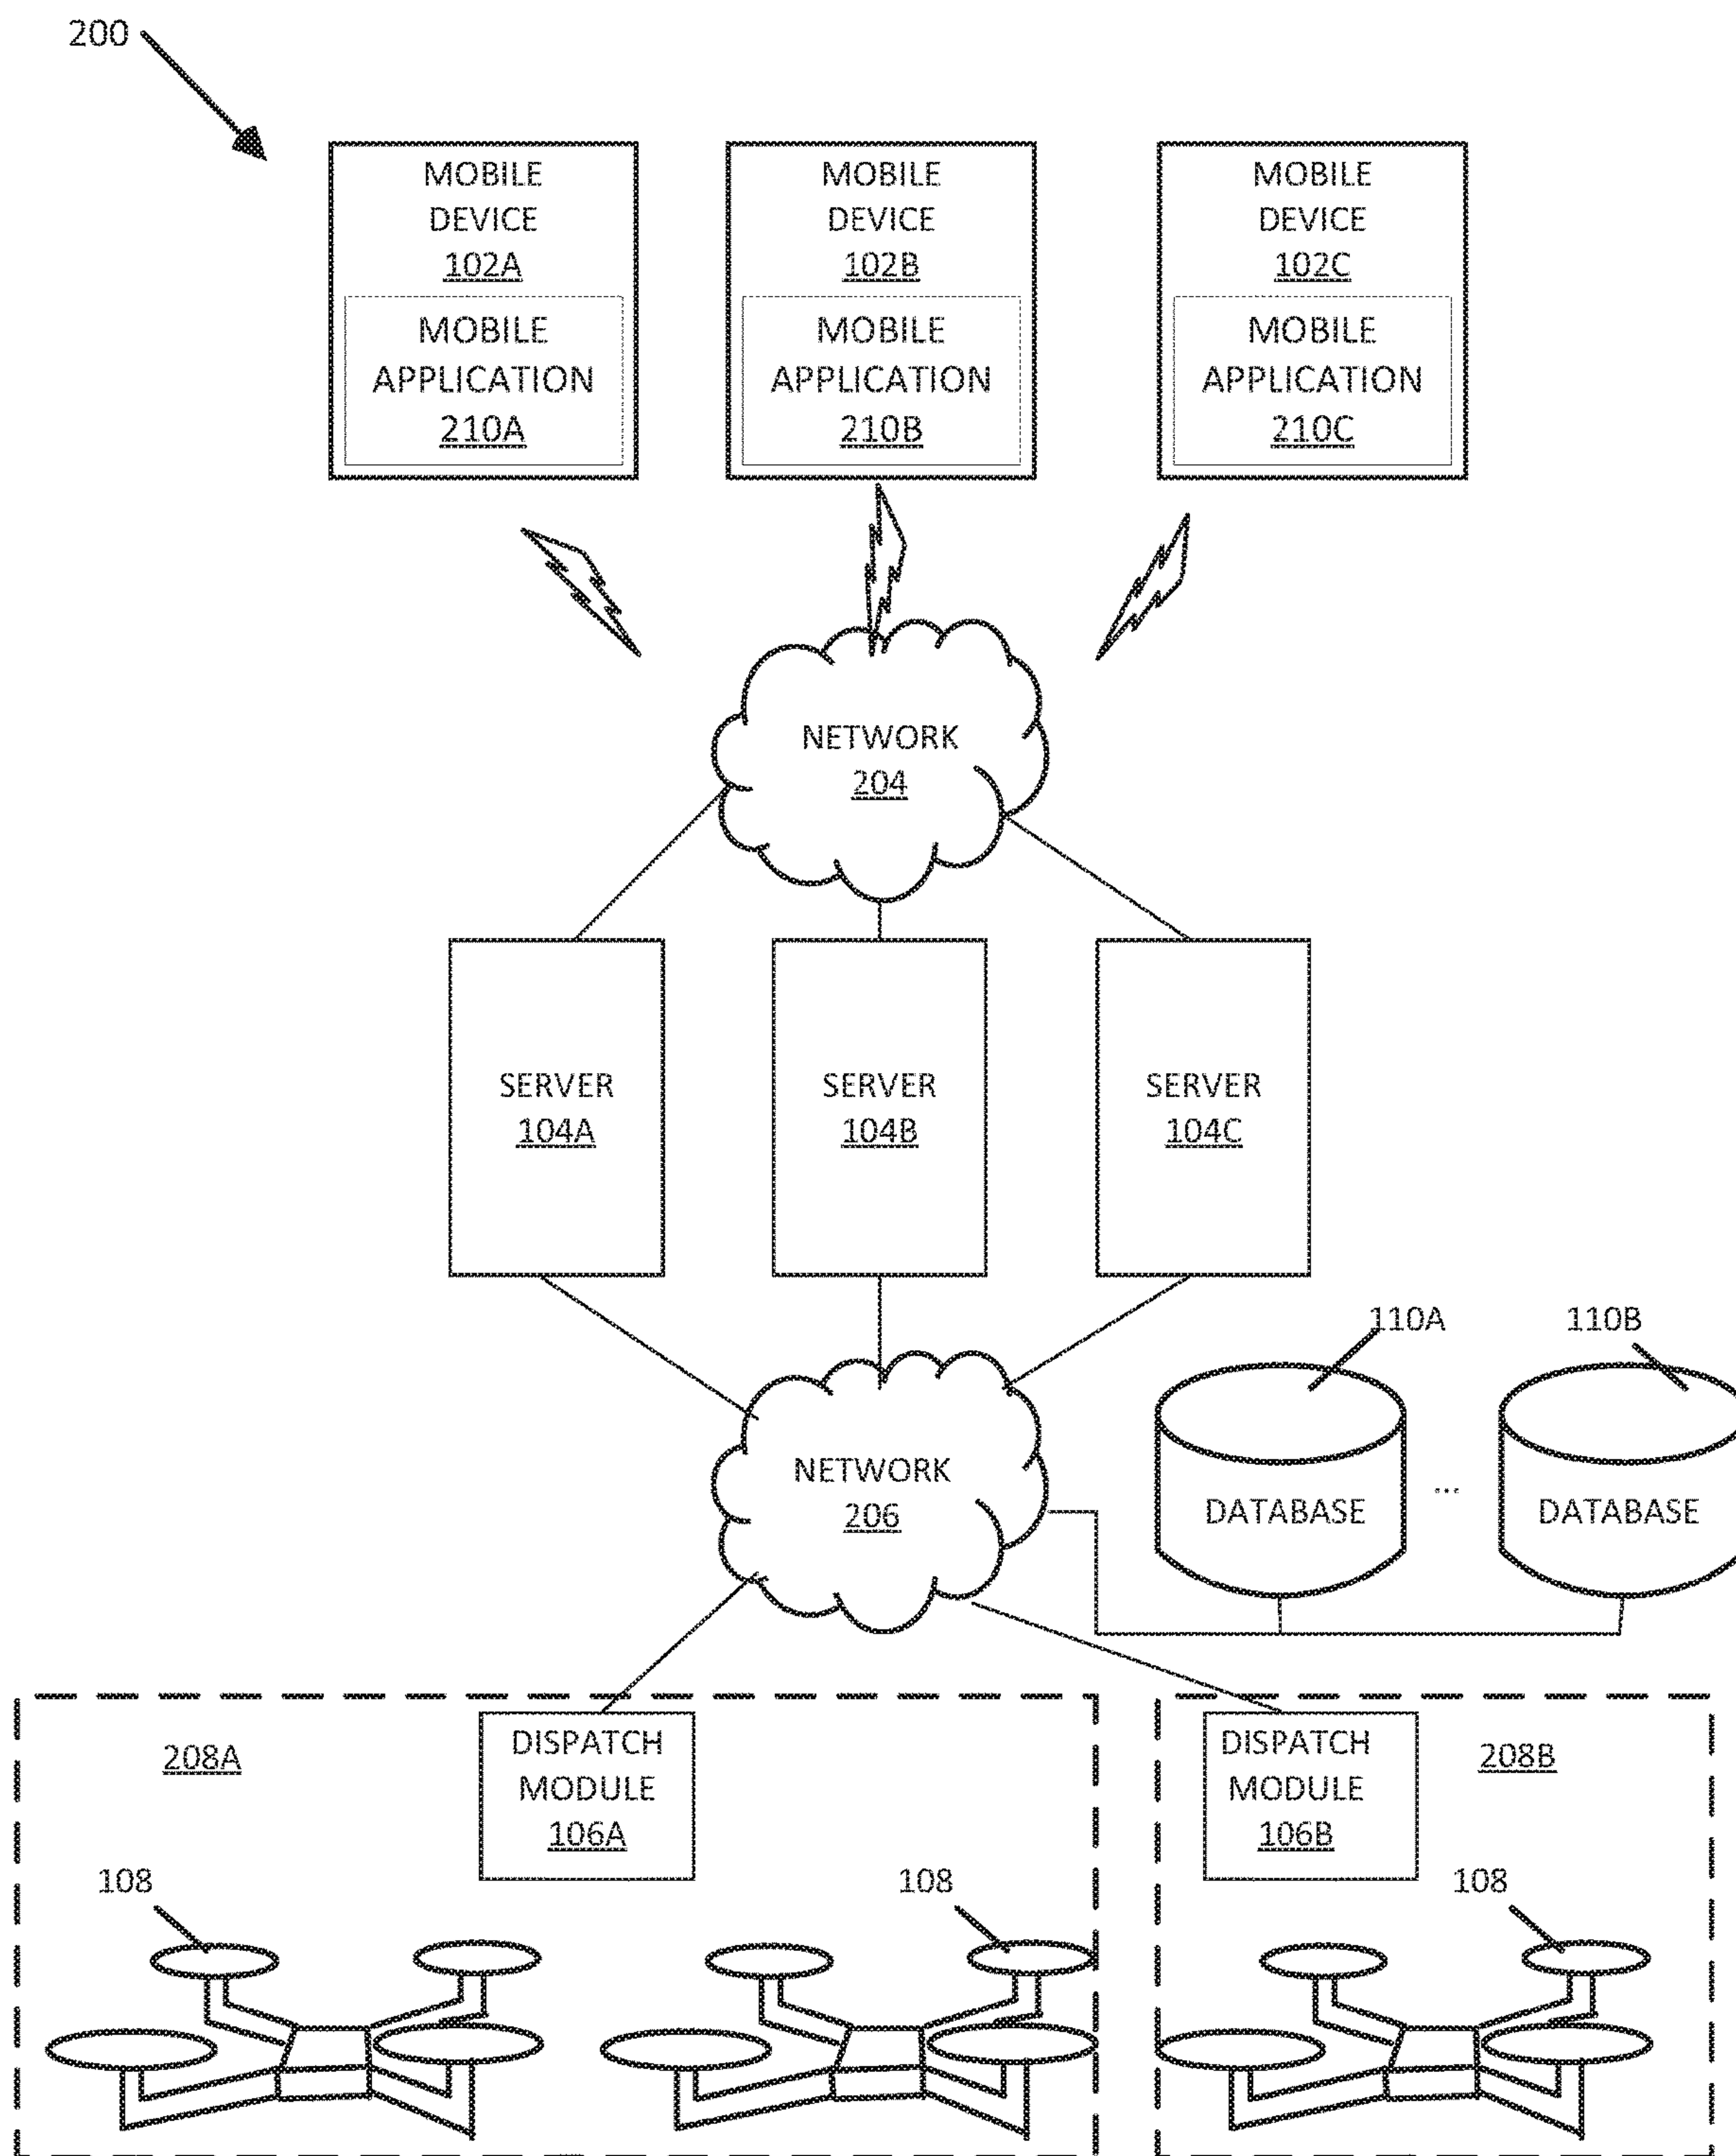 200
MOBILE
DEVICE
102A
MOBILE
APPLICATION
210A
MOBILE
DEVICE
102B
MOBILE
APPLICATION
210B
MOBILE
DEVICE
102C
MOBILE
APPLICATION
210C
NETWORK
204
SERVER
104A
SERVER
104B
SERVER
104C
110A
110B
NETWORK
206
DATABASE
...
DATABASE
208A
DISPATCH
MODULE
106A
DISPATCH
MODULE
106B
208B
108
108
108